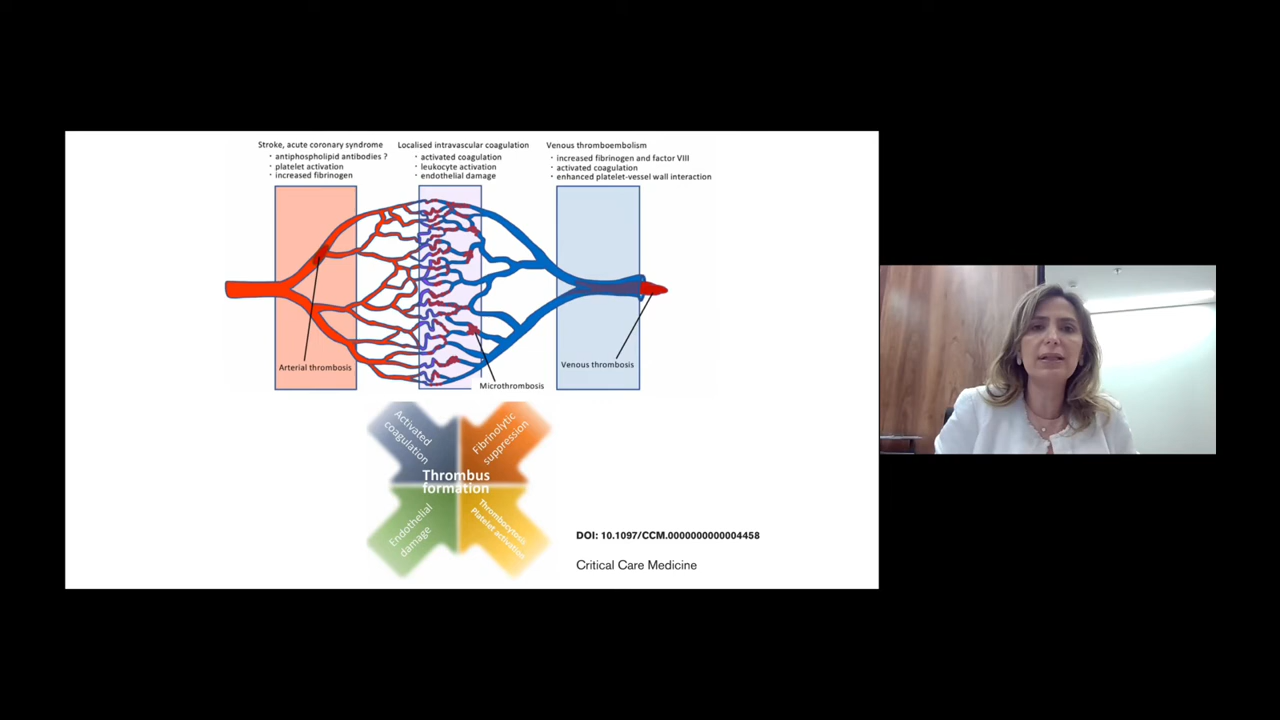 Stroke, acute coronary syndrome
· antiphospholipid antibodies ?
· platelet activation
· increased fibrinogen
Localised intravascular coagulation
· activated coagulation
· leukocyte activation
· endothelial damage
Venous thromboembolism
· increased fibrinogen and factor VIII
· activated coagulation
· enhanced platelet-vessel wall interaction
Arterial thrombosis
Microthrombosis
Venous thrombosis
Activated
coagulation
Fibrinolytic
suppression
Thrombus
formation
Endothelial
damage
Thrombocytosis
Platelet activation
DOI: 10.1097/CCM.0000000000004458
Critical Care Medicine